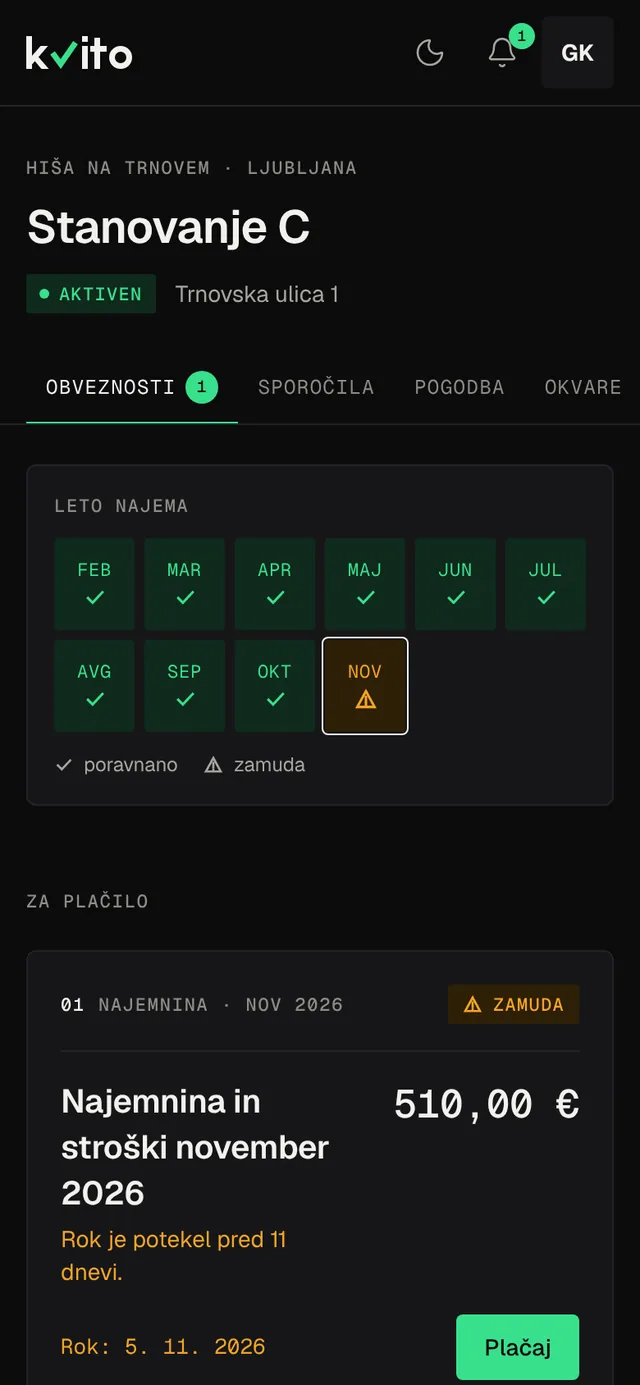 kvito
1
GK
HIŠA NA TRNOVEM · LJUBLJANA
Stanovanje C
AKTIVEN Trnovska ulica 1
OBVEZNOSTI 1 SPOROČILA POGODBA OKVARE
LETO NAJEMA
FEB MAR APR MAJ JUN JUL
AVG SEP OKT NOV
poravnano zamuda
ZA PLAČILO
01 NAJEMNINA · NOV 2026 ZAMUDA
Najemnina in 510,00 €
stroški november
2026
Rok je potekel pred 11
dnevi.
Rok: 5. 11. 2026 Plačaj